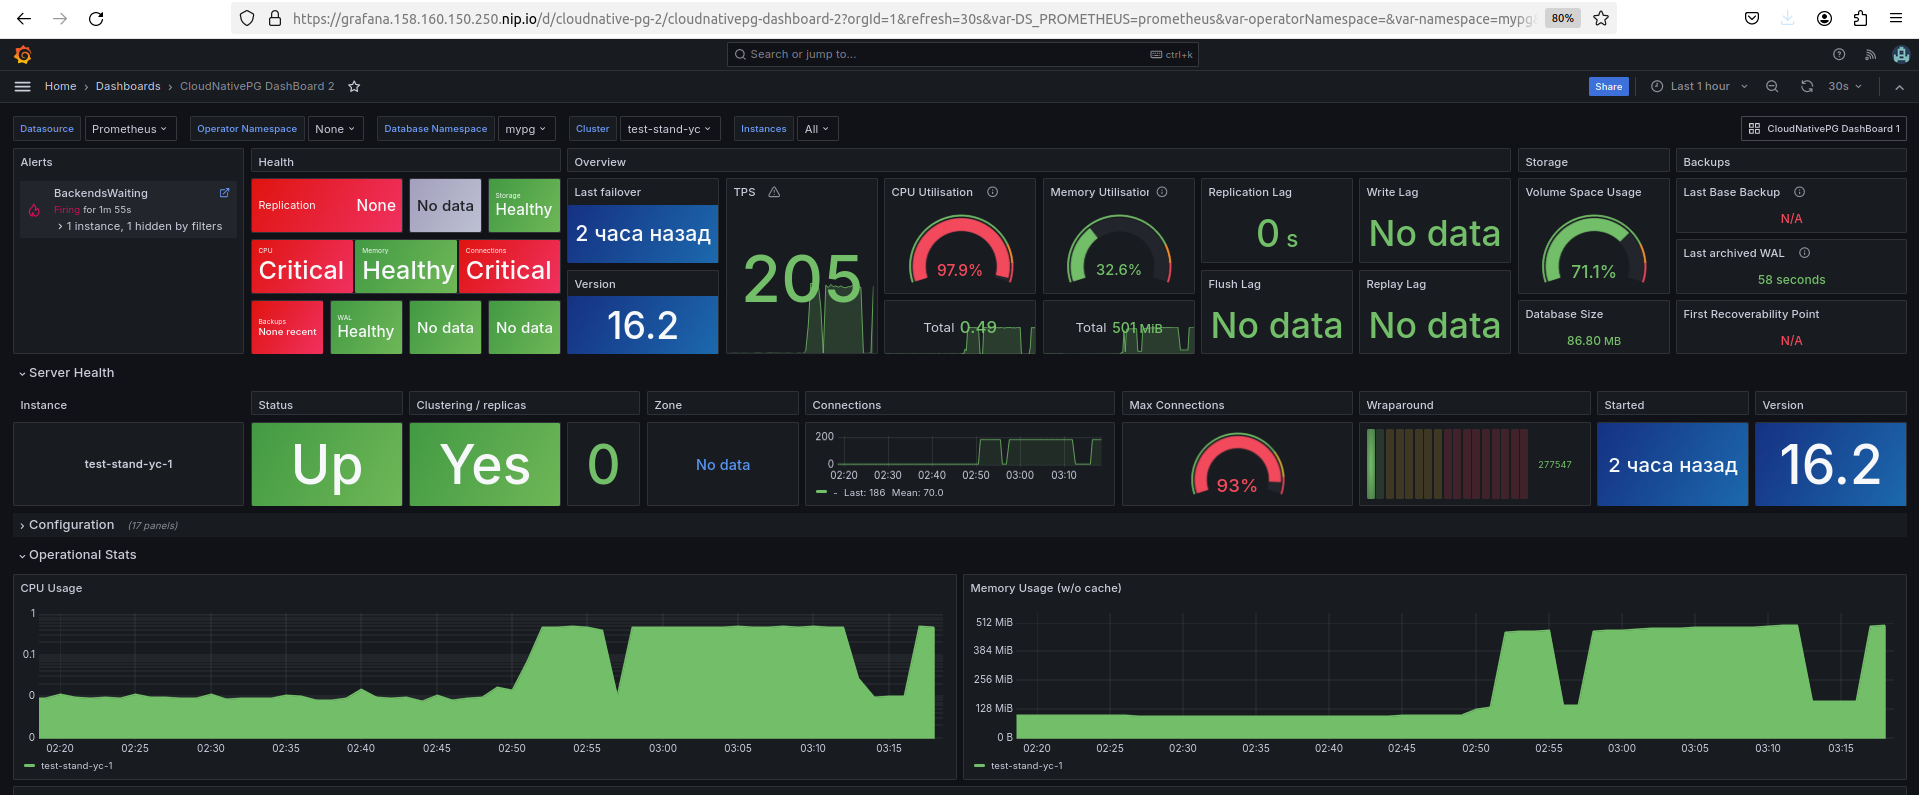 https://grafana.158.160.150.250.nip.io/d/cloudnative-pg-2/cloudnativepg-dashboard-2?orgId=1&refresh=30s&var-DS_PROMETHEUS=prometheus&var-operatorNamespace=&var-namespace=mypg
80%
Search or jump to...
ctrl+k
Home › Dashboards › CloudNativePG DashBoard 2
Share
Last 1 hour
30s
Datasource Prometheus
Operator Namespace None
Database Namespace mypg
Cluster test-stand-yc
Instances All
CloudNativePG DashBoard 1
Alerts
BackendsWaiting
Firing for 1m 55s
› 1 instance, 1 hidden by filters
Health
Replication None
No data
Storage
Healthy
CPU
Critical
Memory
Healthy
Connections
Critical
Backups
None recent
WAL
Healthy
No data
No data
Overview
Last failover
2 часа назад
Version
16.2
TPS
205
CPU Utilisation
97.9%
Total 0.49
Memory Utilisation
32.6%
Total 501 MiB
Replication Lag
0 s
Write Lag
No data
Flush Lag
No data
Replay Lag
No data
Storage
Volume Space Usage
71.1%
Database Size
86.80 MB
Backups
Last Base Backup
N/A
Last archived WAL
58 seconds
First Recoverability Point
N/A
Server Health
Instance
test-stand-yc-1
Status
Up
Clustering / replicas
Yes
0
Zone
No data
Connections
200
0
02:20 02:30 02:40 02:50 03:00 03:10
- Last: 186 Mean: 70.0
Max Connections
93%
Wraparound
277547
Started
2 часа назад
Version
16.2
› Configuration (17 panels)
Operational Stats
CPU Usage
1
0.1
0
0
02:20 02:25 02:30 02:35 02:40 02:45 02:50 02:55 03:00 03:05 03:10 03:15
test-stand-yc-1
Memory Usage (w/o cache)
512 MiB
384 MiB
256 MiB
128 MiB
0 B
02:20 02:25 02:30 02:35 02:40 02:45 02:50 02:55 03:00 03:05 03:10 03:15
test-stand-yc-1